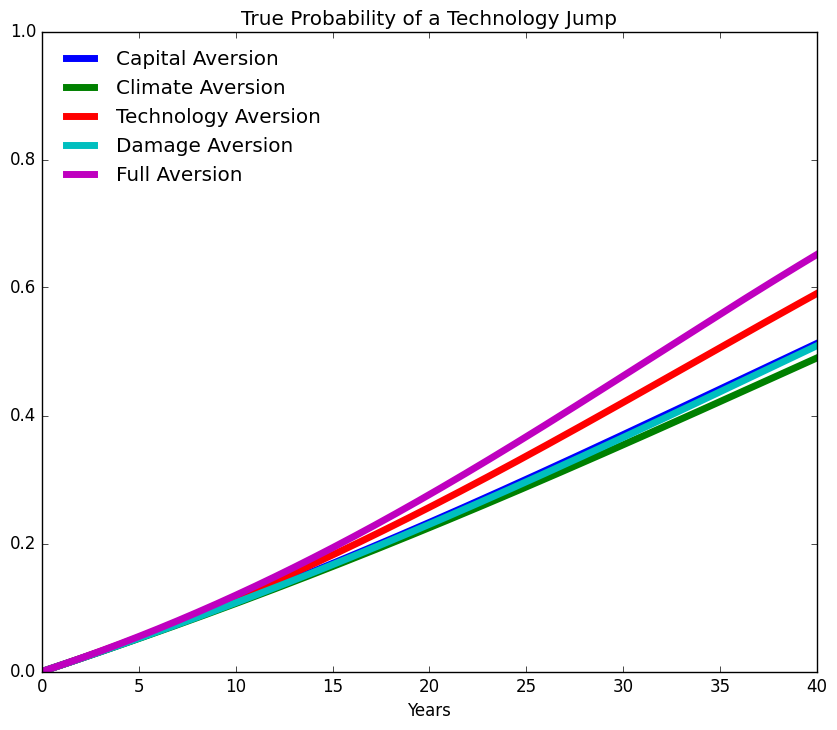 True Probability of a Technology Jump
1.0
Capital Aversion
Climate Aversion
Technology Aversion
Damage Aversion
Full Aversion
0.8
0.6
0.4
0.2
0.0
0 5 10 15 20 25 30 35 40
Years